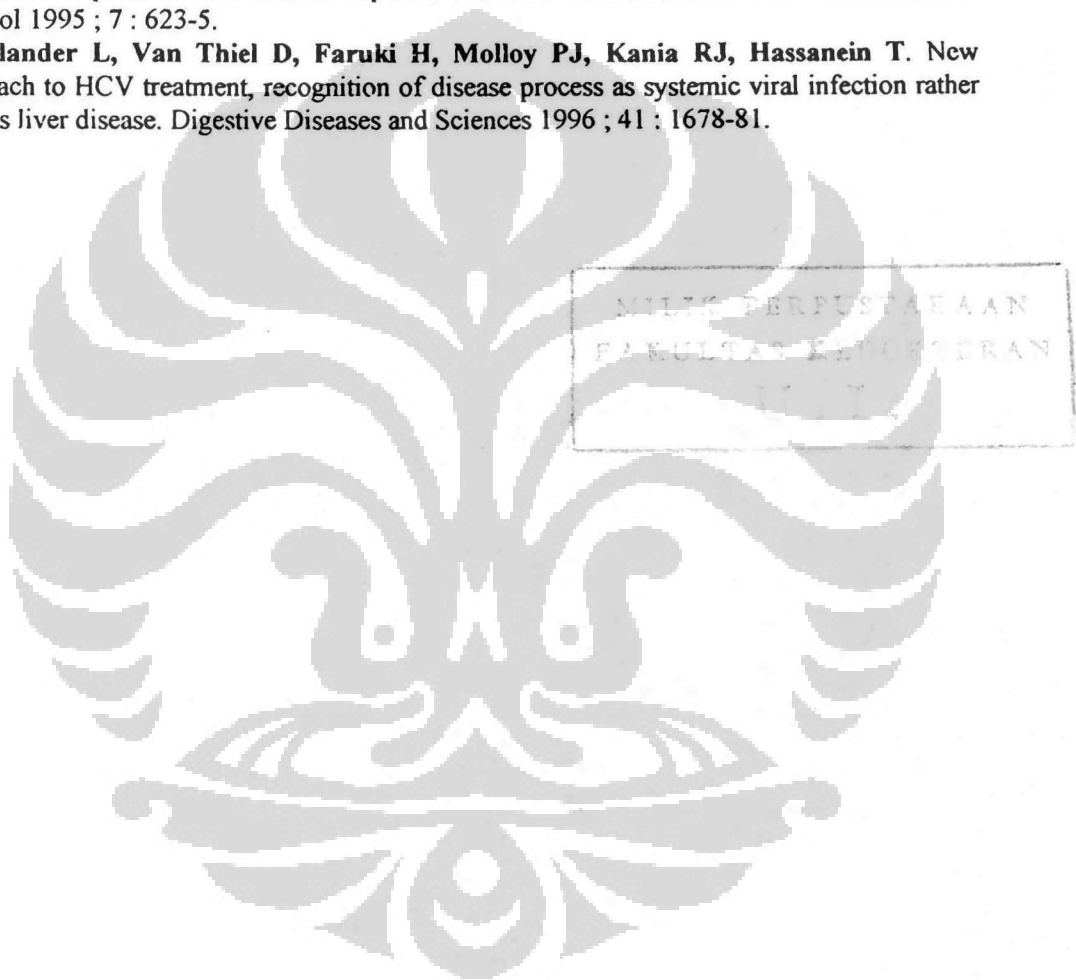 ol 1995 ; 7 : 623-5.
lander L, Van Thiel D, Faruki H, Molloy PJ, Kania RJ, Hassanein T. New
ach to HCV treatment, recognition of disease process as systemic viral infection rather
s liver disease. Digestive Diseases and Sciences 1996 ; 41 : 1678-81.
MILIK PERPUSTAKAAN
FAKULTAS KEDOKTERAN
U. I.